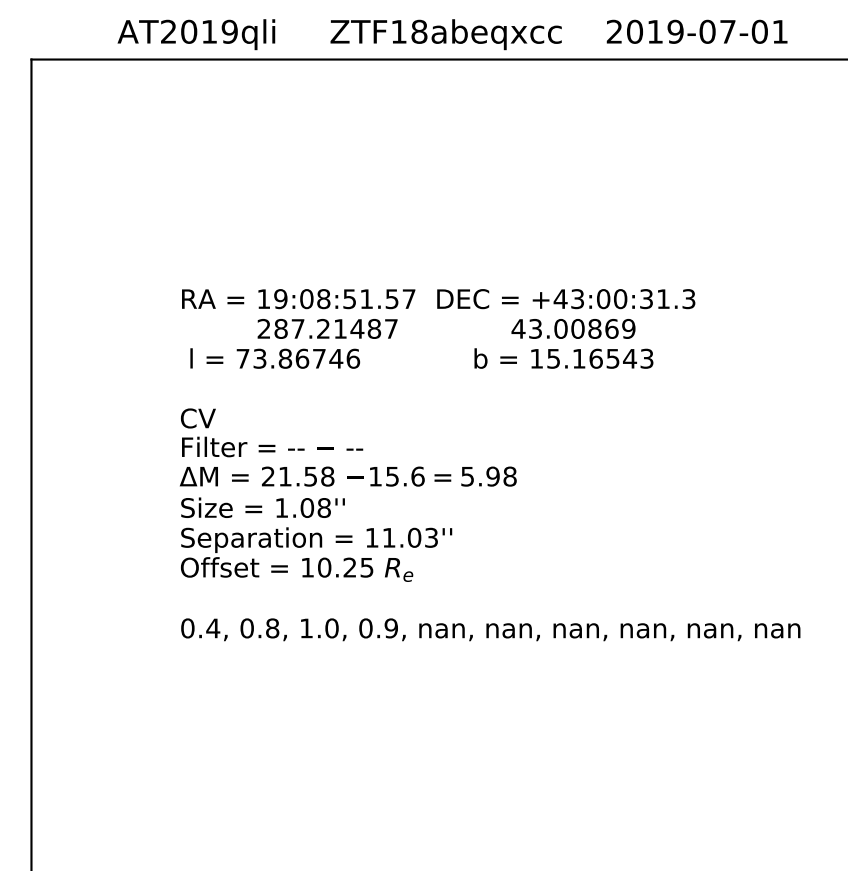 AT2019qli ZTF18abeqxcc 2019-07-01
RA = 19:08:51.57 DEC = +43:00:31.3
287.21487 43.00869
l = 73.86746 b = 15.16543
CV
Filter = -- − --
ΔM = 21.58 −15.6 = 5.98
Size = 1.08''
Separation = 11.03''
Offset = 10.25 Re
0.4, 0.8, 1.0, 0.9, nan, nan, nan, nan, nan, nan